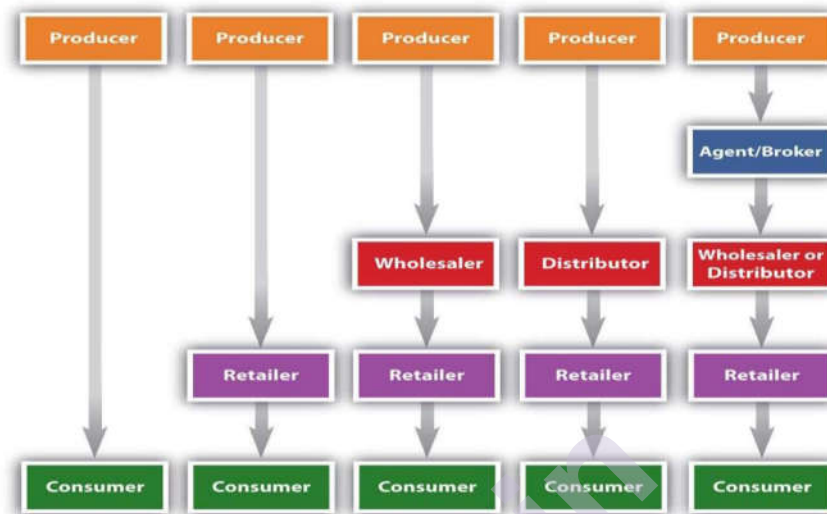 Producer Producer Producer Producer Producer
Agent/Broker
Wholesaler Distributor Wholesaler or
Distributor
Retailer Retailer Retailer Retailer
Consumer Consumer Consumer Consumer Consumer